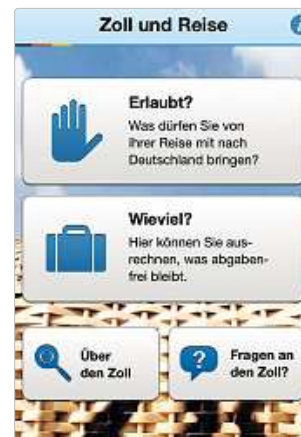 Zoll und Reise
Erlaubt?
Was dürfen Sie von
Ihrer Reise mit nach
Deutschland bringen?
Wieviel?
Hier können Sie aus-
rechnen, was abgaben-
frei bleibt.
Über
den Zoll
?
Fragen an
den Zoll?